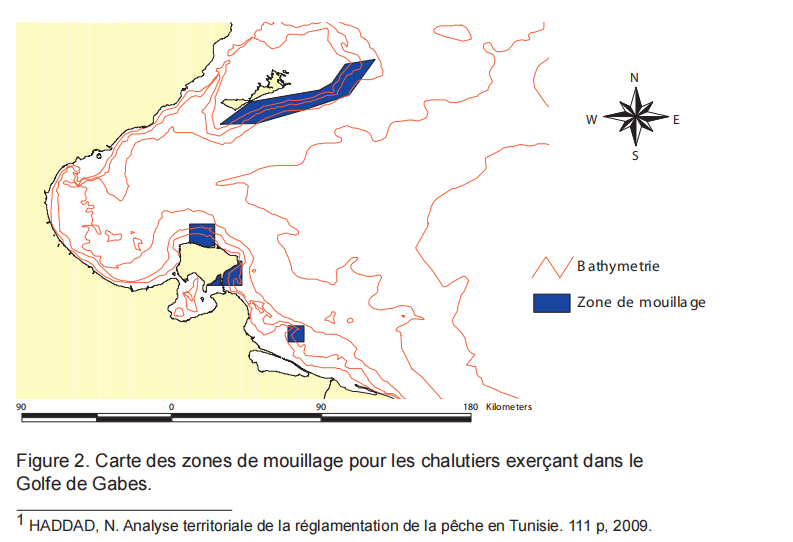 N
W E
S
Bathymetrie
Zone de mouillage
90 0 90 180 Kilometers
Figure 2. Carte des zones de mouillage pour les chalutiers exerçant dans le
Golfe de Gabes.
1 HADDAD, N. Analyse territoriale de la réglamentation de la pêche en Tunisie. 111 p, 2009.